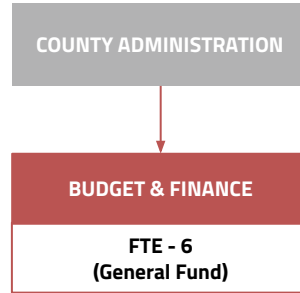 COUNTY ADMINISTRATION
BUDGET & FINANCE
FTE - 6
(General Fund)